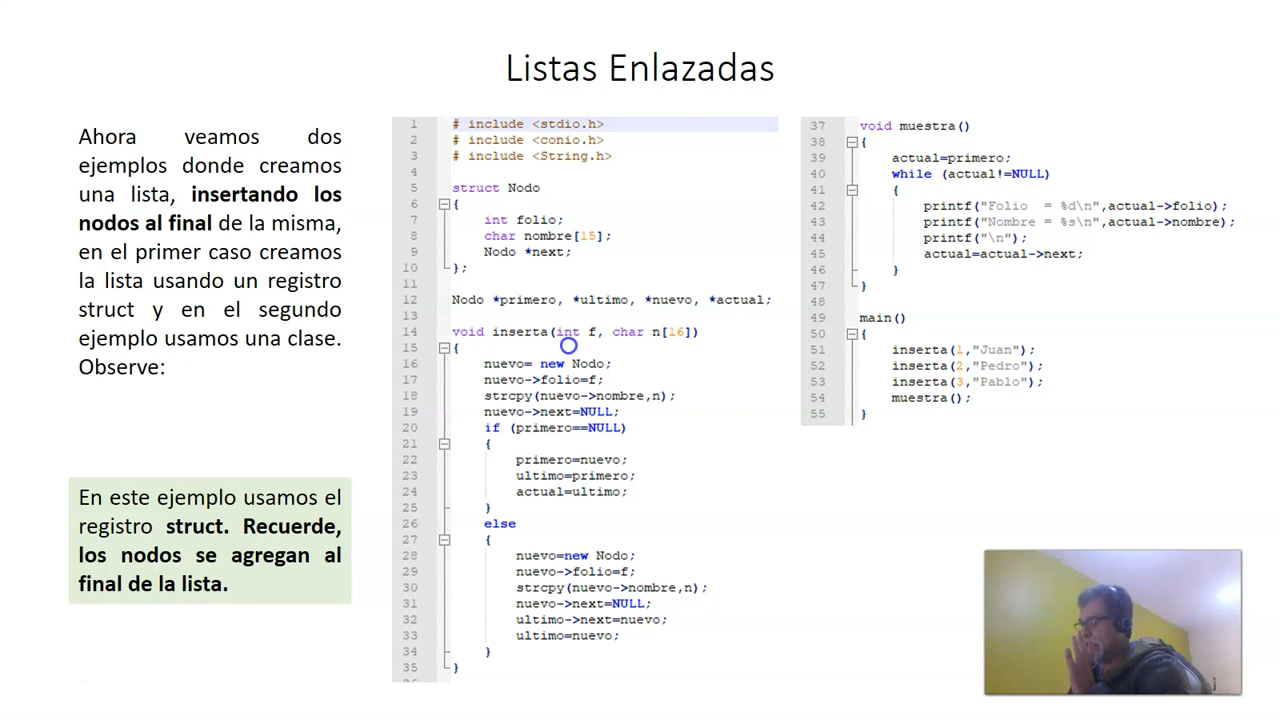 Listas Enlazadas
Ahora veamos dos
ejemplos donde creamos
una lista, insertando los
nodos al final de la misma,
en el primer caso creamos
la lista usando un registro
struct y en el segundo
ejemplo usamos una clase.
Observe:
En este ejemplo usamos el
registro struct. Recuerde,
los nodos se agregan al
final de la lista.
1 # include <stdio.h>
2 # include <conio.h>
3 # include <String.h>
4
5 struct Nodo
6 {
7 int folio;
8 char nombre[15];
9 Nodo *next;
10 };
11
12 Nodo *primero, *ultimo, *nuevo, *actual;
13
14 void inserta(int f, char n[16])
15 {
16 nuevo= new Nodo;
17 nuevo->folio=f;
18 strcpy(nuevo->nombre,n);
19 nuevo->next=NULL;
20 if (primero==NULL)
21 {
22 primero=nuevo;
23 ultimo=primero;
24 actual=ultimo;
25 }
26 else
27 {
28 nuevo=new Nodo;
29 nuevo->folio=f;
30 strcpy(nuevo->nombre,n);
31 nuevo->next=NULL;
32 ultimo->next=nuevo;
33 ultimo=nuevo;
34 }
35 }
37 void muestra()
38 {
39 actual=primero;
40 while (actual!=NULL)
41 {
42 printf("Folio = %d\n",actual->folio);
43 printf("Nombre = %s\n",actual->nombre);
44 printf("\n");
45 actual=actual->next;
46 }
47 }
48
49 main()
50 {
51 inserta(1,"Juan");
52 inserta(2,"Pedro");
53 inserta(3,"Pablo");
54 muestra();
55 }